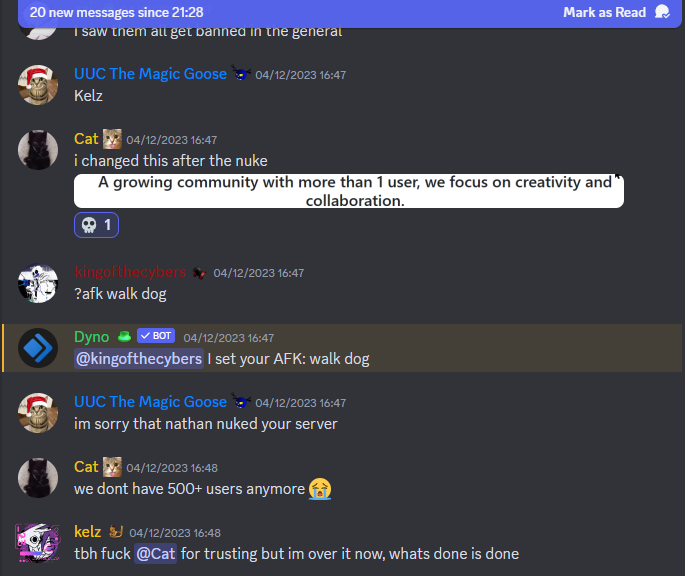 20 new messages since 21:28 Mark as Read
I saw them all get banned in the general
UUC The Magic Goose 04/12/2023 16:47
Kelz
Cat 04/12/2023 16:47
i changed this after the nuke
A growing community with more than 1 user, we focus on creativity and
collaboration.
1
kingofthecybers 04/12/2023 16:47
?afk walk dog
Dyno BOT 04/12/2023 16:47
@kingofthecybers I set your AFK: walk dog
UUC The Magic Goose 04/12/2023 16:47
im sorry that nathan nuked your server
Cat 04/12/2023 16:48
we dont have 500+ users anymore 😭
kelz 04/12/2023 16:48
tbh fuck @Cat for trusting but im over it now, whats done is done